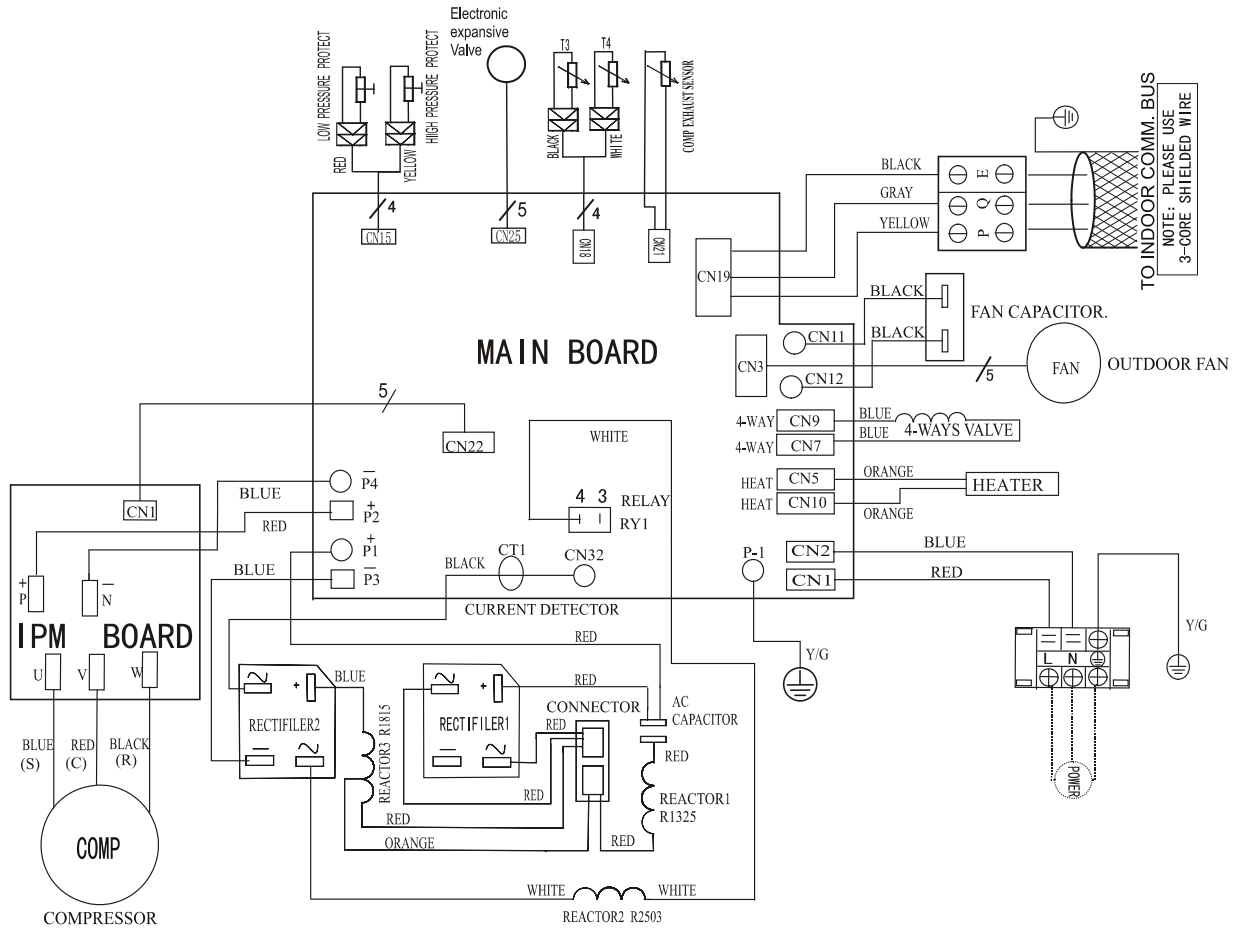 Electronic
expansive
Valve
LOW PRESSURE PROTECT
HIIGH PRESSURE PROTECT
T3
T4
COMP EXHAUST SENSOR
RED
YELLOW
BLACK
WHITE
4
5
4
CN15
CN25
CN18
CN21
TO INDOOR COMM. BUS
NOTE: PLEASE USE
3-CORE SHIELDED WIRE
BLACK
GRAY
YELLOW
E
Q
P
CN19
BLACK
BLACK
FAN CAPACITOR.
CN11
CN12
CN3
5
FAN
OUTDOOR FAN
MAIN BOARD
4-WAY
CN9
BLUE
4-WAY
CN7
BLUE
4-WAYS VALVE
HEAT
CN5
ORANGE
HEAT
CN10
ORANGE
HEATER
5
CN22
WHITE
4 3
RELAY
RY1
CN1
BLUE
RED
BLUE
− P4
+ P2
+ P1
− P3
BLACK
CT1
CN32
CURRENT DETECTOR
P-1
CN2
CN1
BLUE
RED
Y/G
Y/G
L N
POWER
+ P
− N
IPM BOARD
U
V
W
BLUE
(S)
RED
(C)
BLACK
(R)
COMP
COMPRESSOR
RED
+
BLUE
RECTIFILER2
−
REACTOR3 R1815
+
RED
RECTIFILER1
−
CONNECTOR
RED
RED
RED
ORANGE
RED
AC
CAPACITOR
RED
REACTOR1
R1325
WHITE
WHITE
REACTOR2 R2503